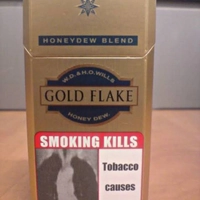 HONEYDEW BLEND
W.D.&H.O.WILLS
GOLD FLAKE
HONEY DEW
SMOKING KILLS
Tobacco
causes